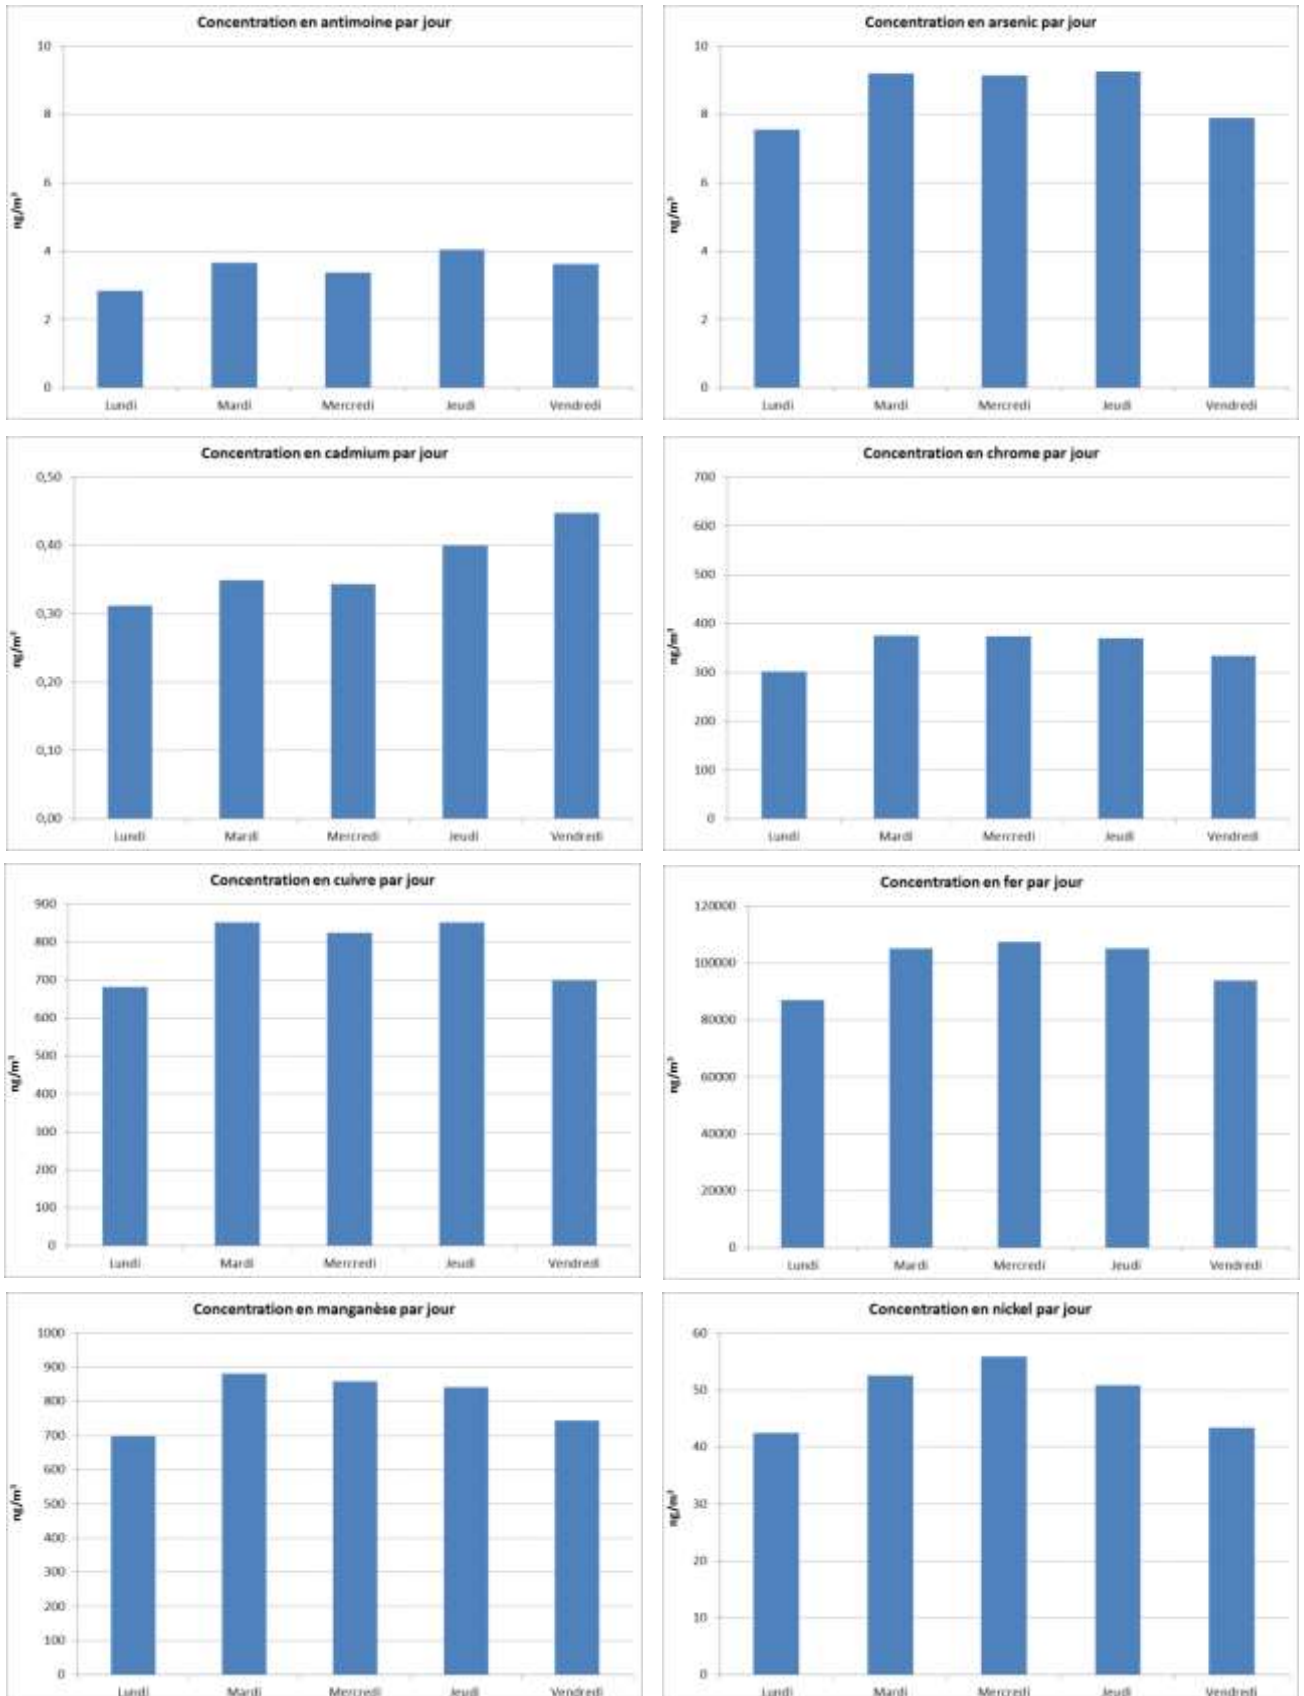 Concentration en antimoine par jour
10
8
6
4
2
0
ng/m³
Lundi Mardi Mercredi Jeudi Vendredi
Concentration en arsenic par jour
10
8
6
4
2
0
ng/m³
Lundi Mardi Mercredi Jeudi Vendredi
Concentration en cadmium par jour
0,50
0,40
0,30
0,20
0,10
0,00
ng/m³
Lundi Mardi Mercredi Jeudi Vendredi
Concentration en chrome par jour
700
600
500
400
300
200
100
0
ng/m³
Lundi Mardi Mercredi Jeudi Vendredi
Concentration en cuivre par jour
900
800
700
600
500
400
300
200
100
0
ng/m³
Lundi Mardi Mercredi Jeudi Vendredi
Concentration en fer par jour
120000
100000
80000
60000
40000
20000
0
ng/m³
Lundi Mardi Mercredi Jeudi Vendredi
Concentration en manganèse par jour
1000
900
800
700
600
500
400
300
200
100
0
ng/m³
Lundi Mardi Mercredi Jeudi Vendredi
Concentration en nickel par jour
60
50
40
30
20
10
0
ng/m³
Lundi Mardi Mercredi Jeudi Vendredi